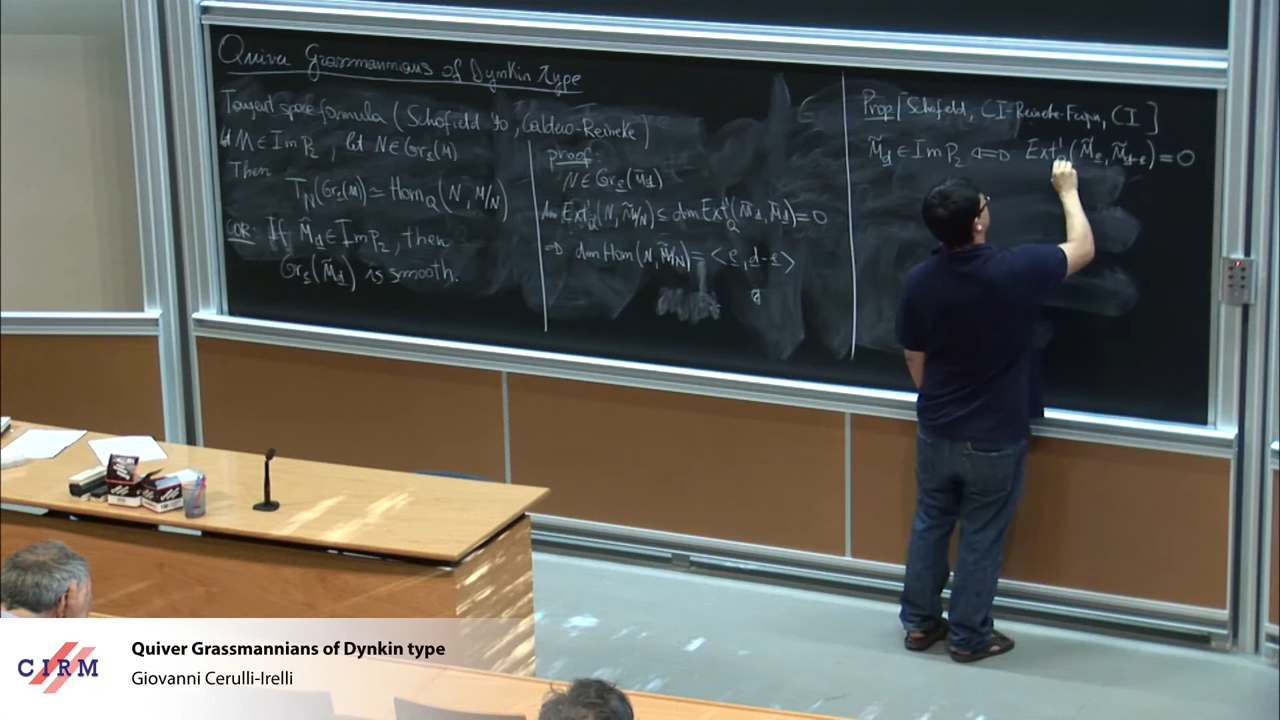 Quiver Grassmannians of Dynkin type
Tangent space formula (Schofield 90, Caldero-Reineke)
let M ∈ Im p₂, let N ∈ Gr_e(M)
Then
T_N(Gr_e(M)) ≃ Hom_Q(N, M/N)
COR: If M̃_d ∈ Im p₂, then
Gr_e(M̃_d) is smooth.
proof:
N ∈ Gr_e(M̃_d)
dim Ext¹_Q(N, M̃/N) ≤ dim Ext¹_Q(M̃_d, M̃_d) = 0
⇒ dim Hom(N, M̃/N) = <e, d-e>
Prop [Schofield, CI-Reineke-Feigin, CI]
M̃_d ∈ Im p₂ ⇔ Ext¹(M̃_e, M̃_{d-e}) = 0
CIRM
Quiver Grassmannians of Dynkin type
Giovanni Cerulli-Irelli